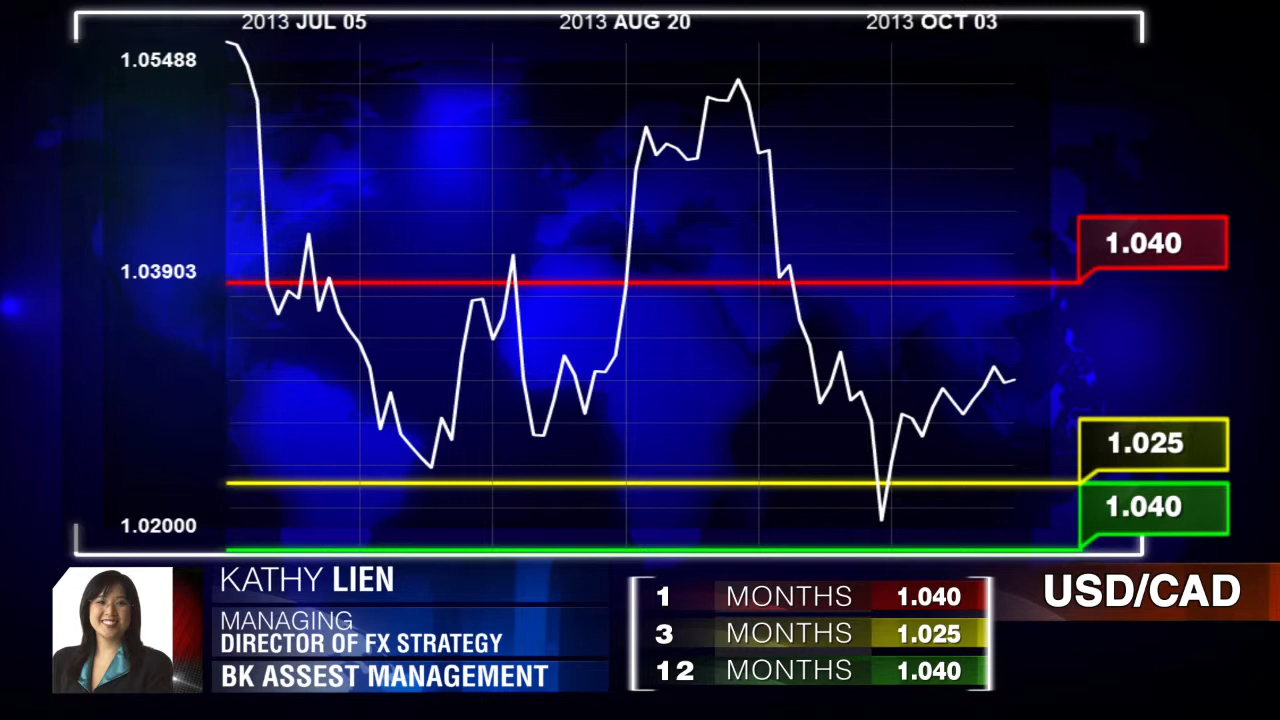 2013 JUL 05
2013 AUG 20
2013 OCT 03
1.05488
1.03903
1.02000
1.040
1.025
1.040
KATHY LIEN
MANAGING
DIRECTOR OF FX STRATEGY
BK ASSEST MANAGEMENT
1 MONTHS 1.040
3 MONTHS 1.025
12 MONTHS 1.040
USD/CAD